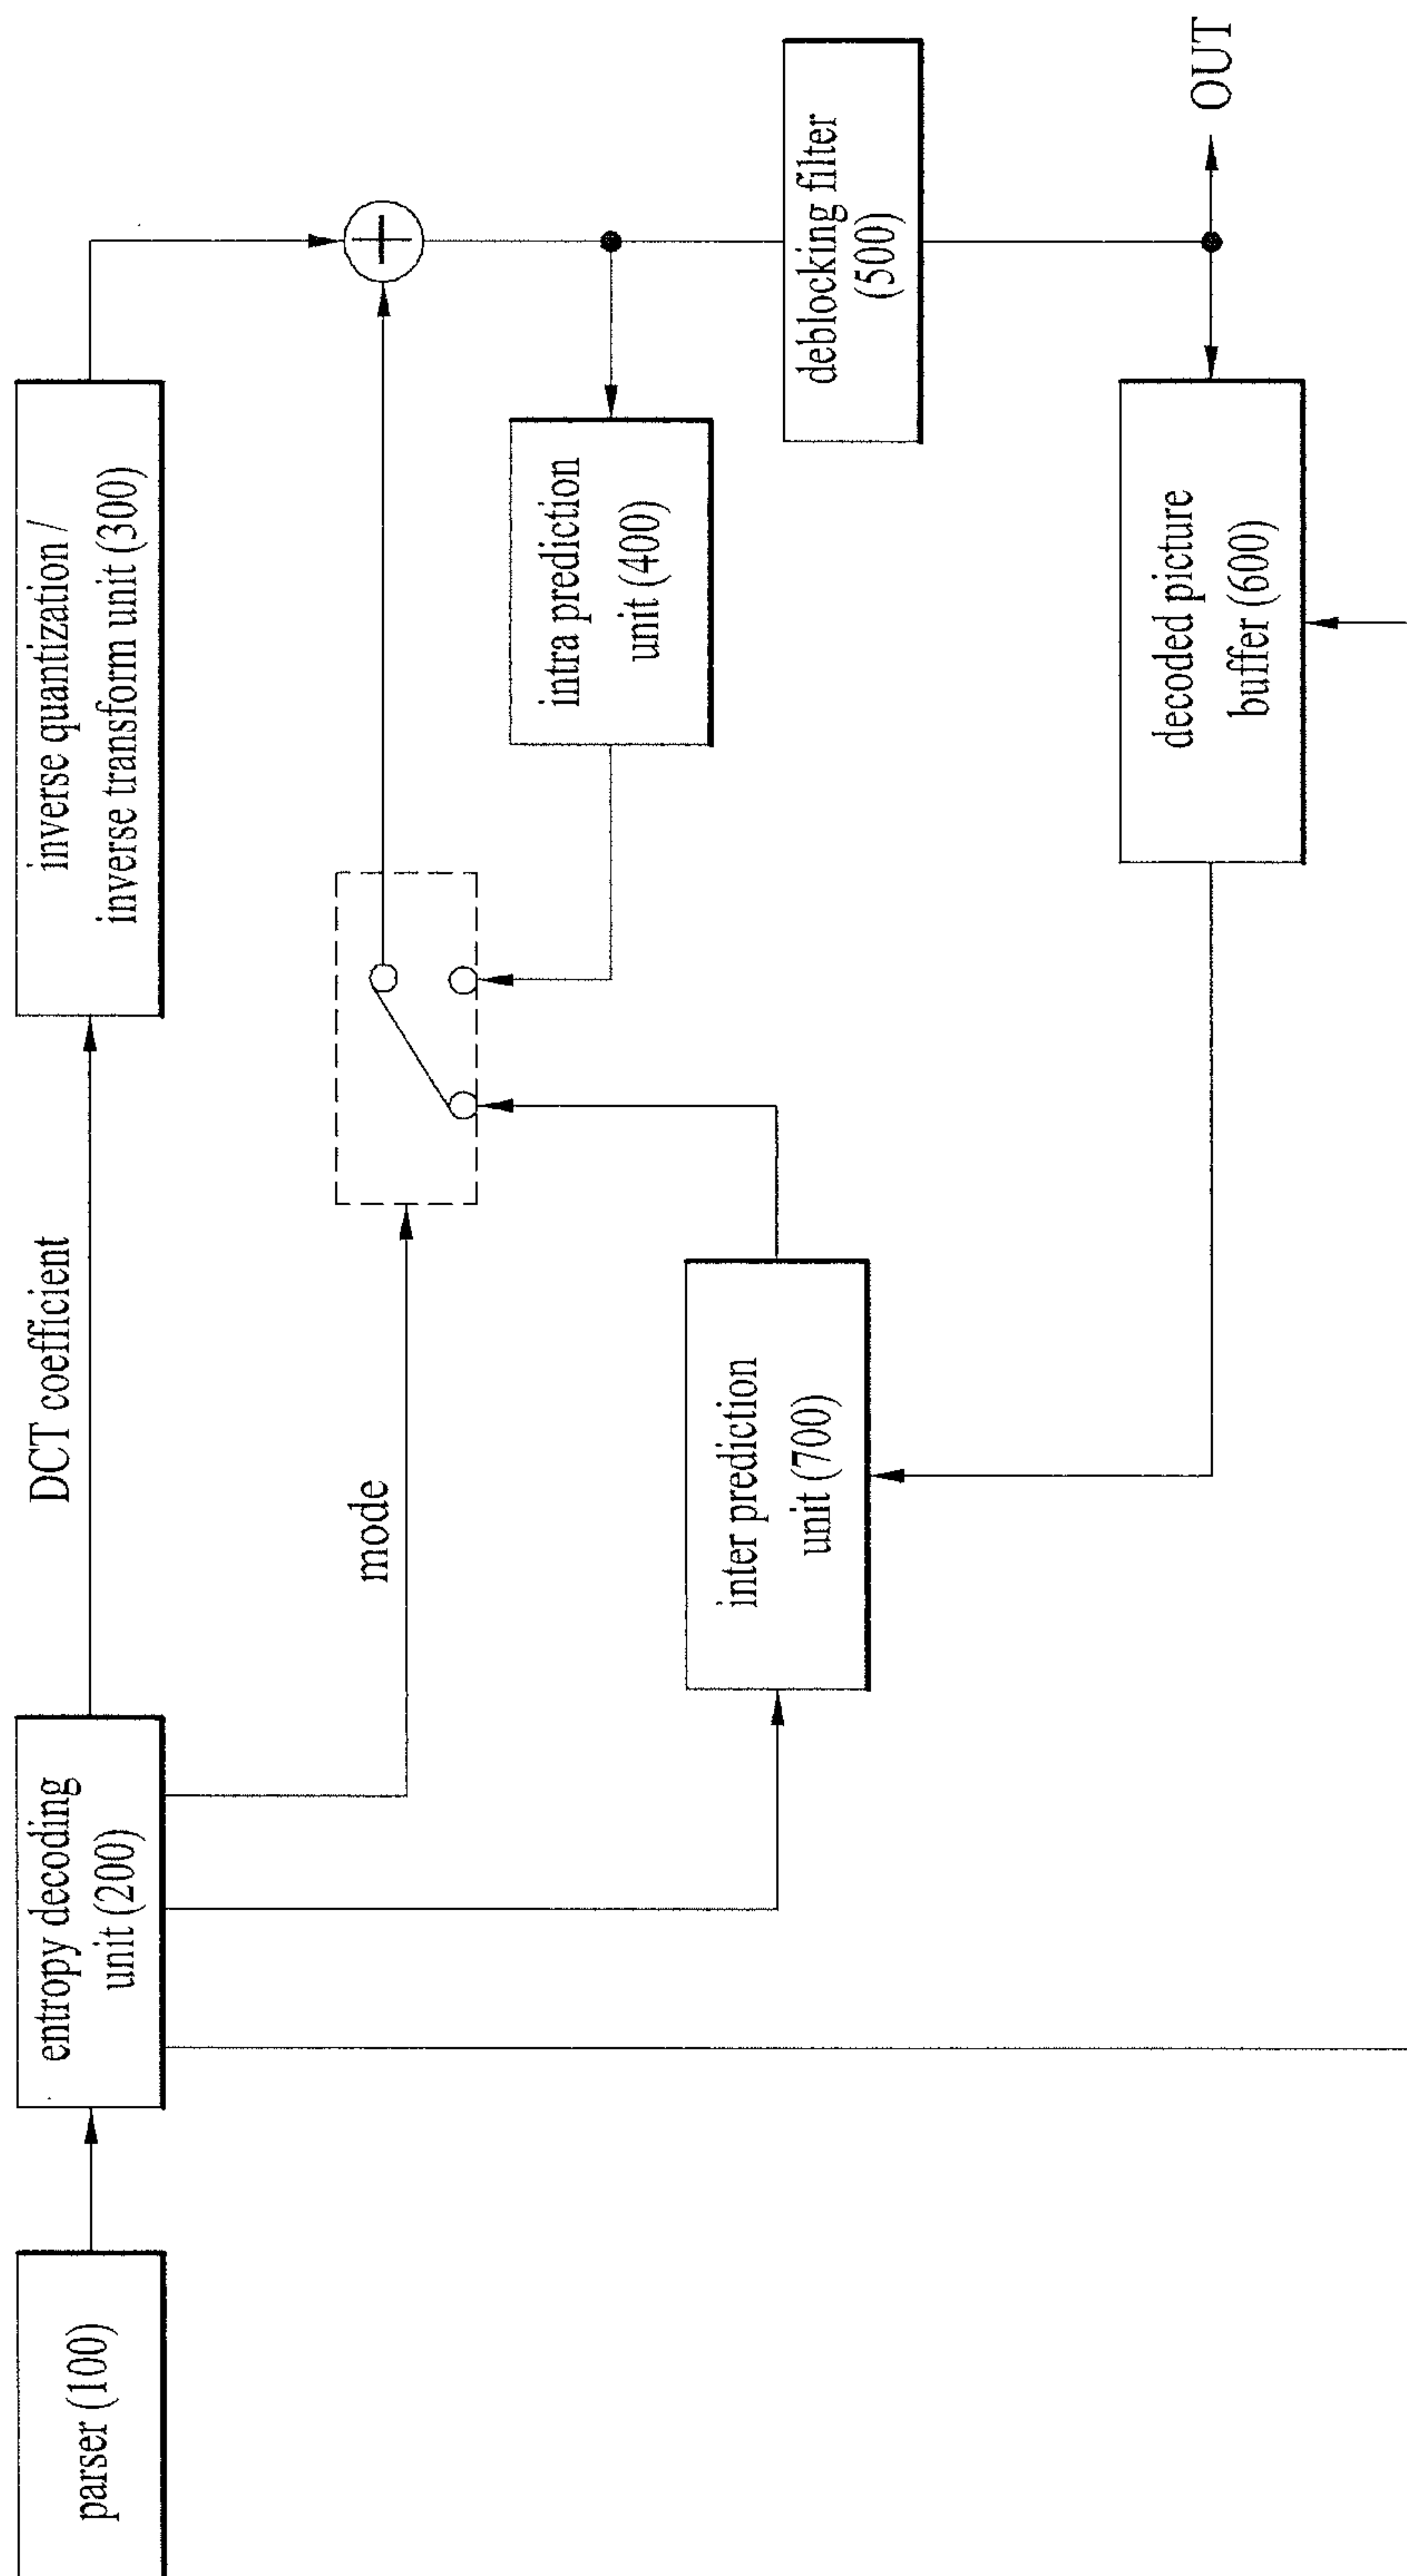 parser (100)
entropy decoding
unit (200)
DCT coefficient
inverse quantization /
inverse transform unit (300)
mode
intra prediction
unit (400)
inter prediction
unit (700)
deblocking filter
(500)
decoded picture
buffer (600)
OUT